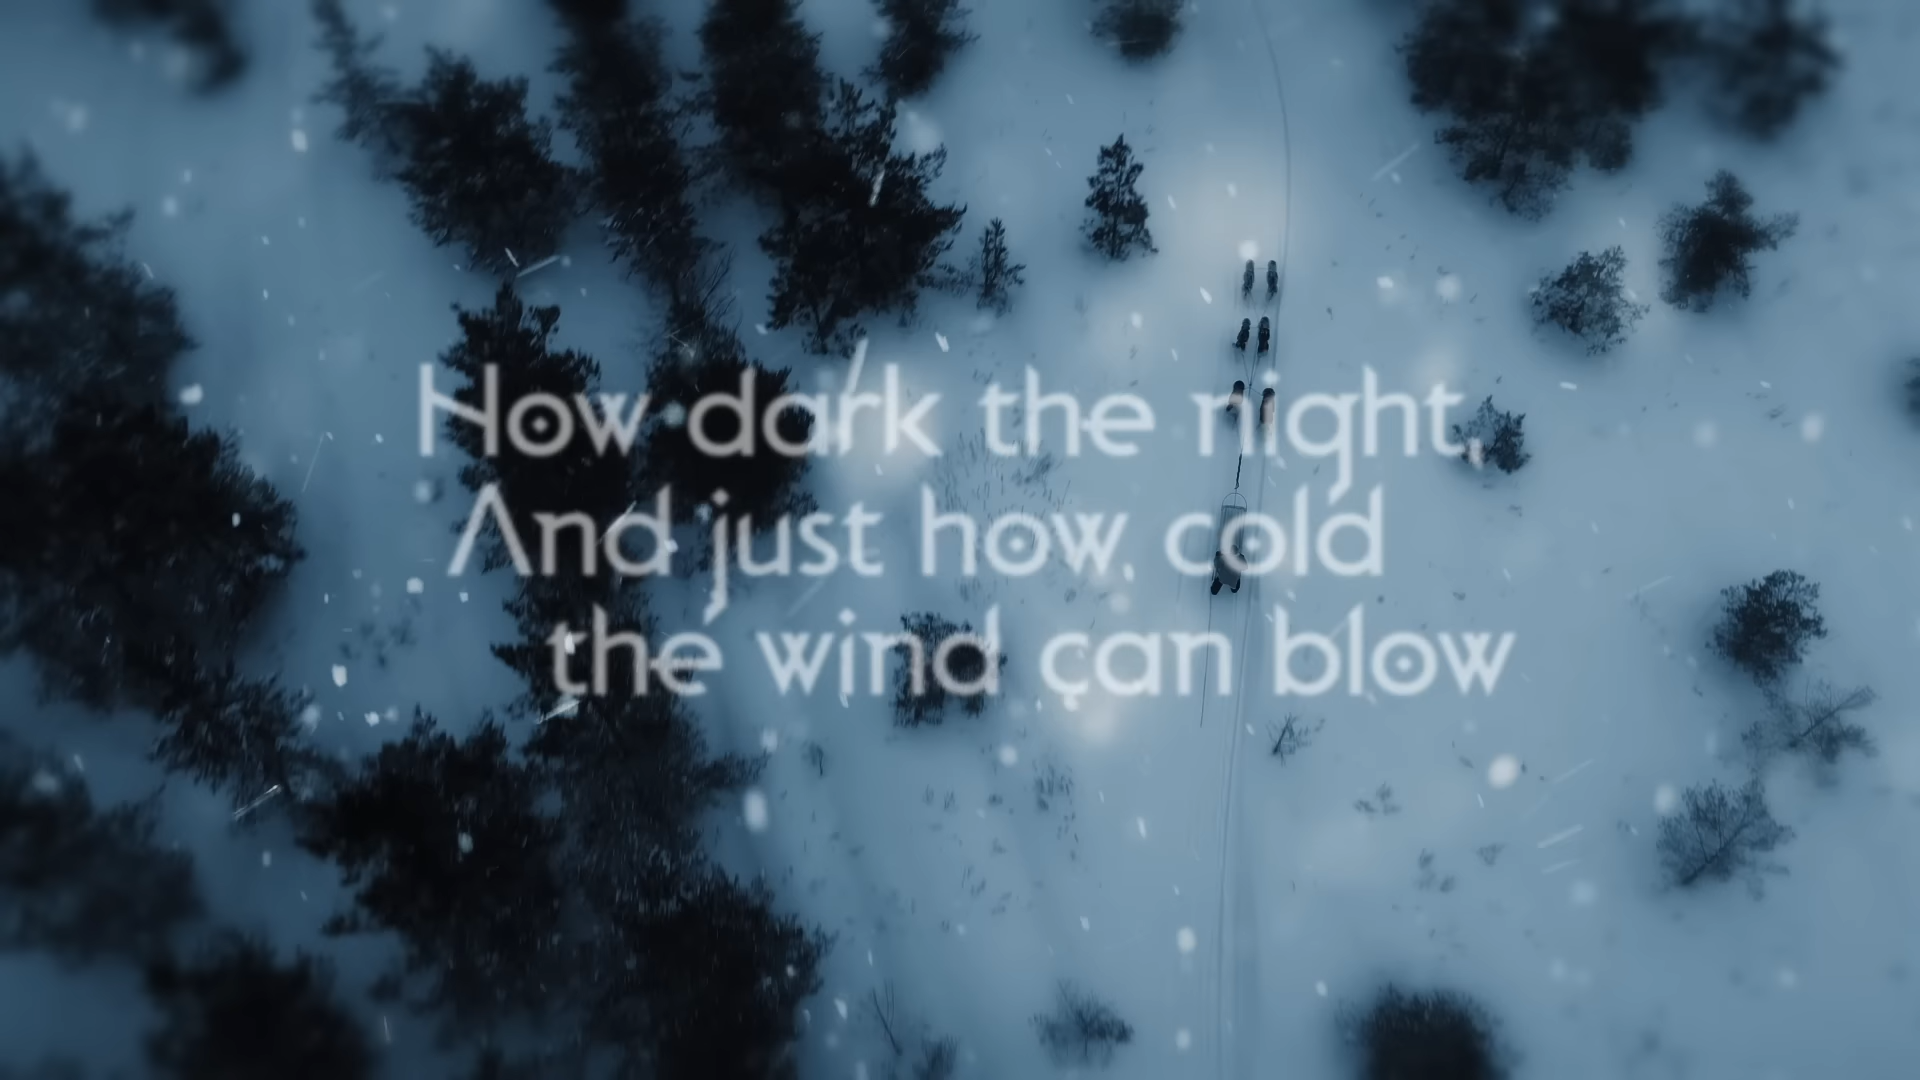 How dark the night,
And just how cold
the wind can blow